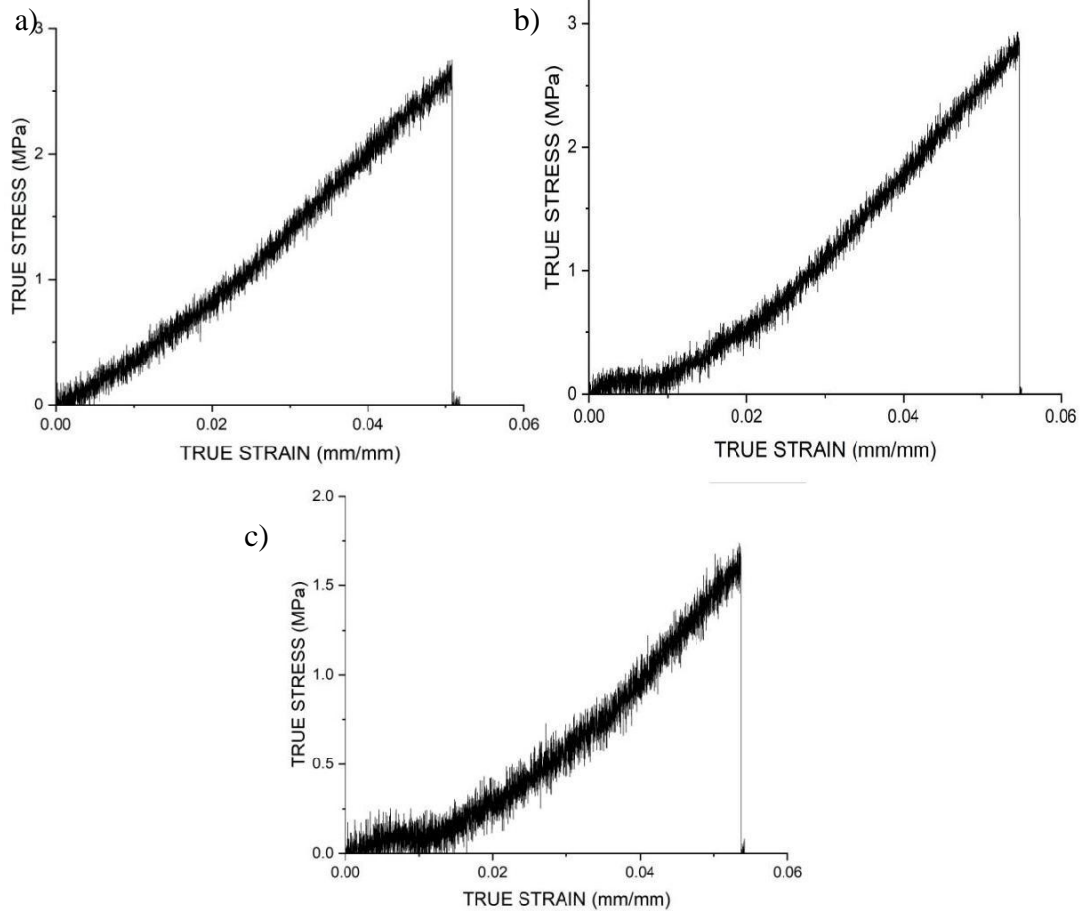 a)
3
2
1
0
TRUE STRESS (MPa)
0.00 0.02 0.04 0.06
TRUE STRAIN (mm/mm)
b)
3
2
1
0
TRUE STRESS (MPa)
0.00 0.02 0.04 0.06
TRUE STRAIN (mm/mm)
c)
2.0
1.5
1.0
0.5
0.0
TRUE STRESS (MPa)
0.00 0.02 0.04 0.06
TRUE STRAIN (mm/mm)